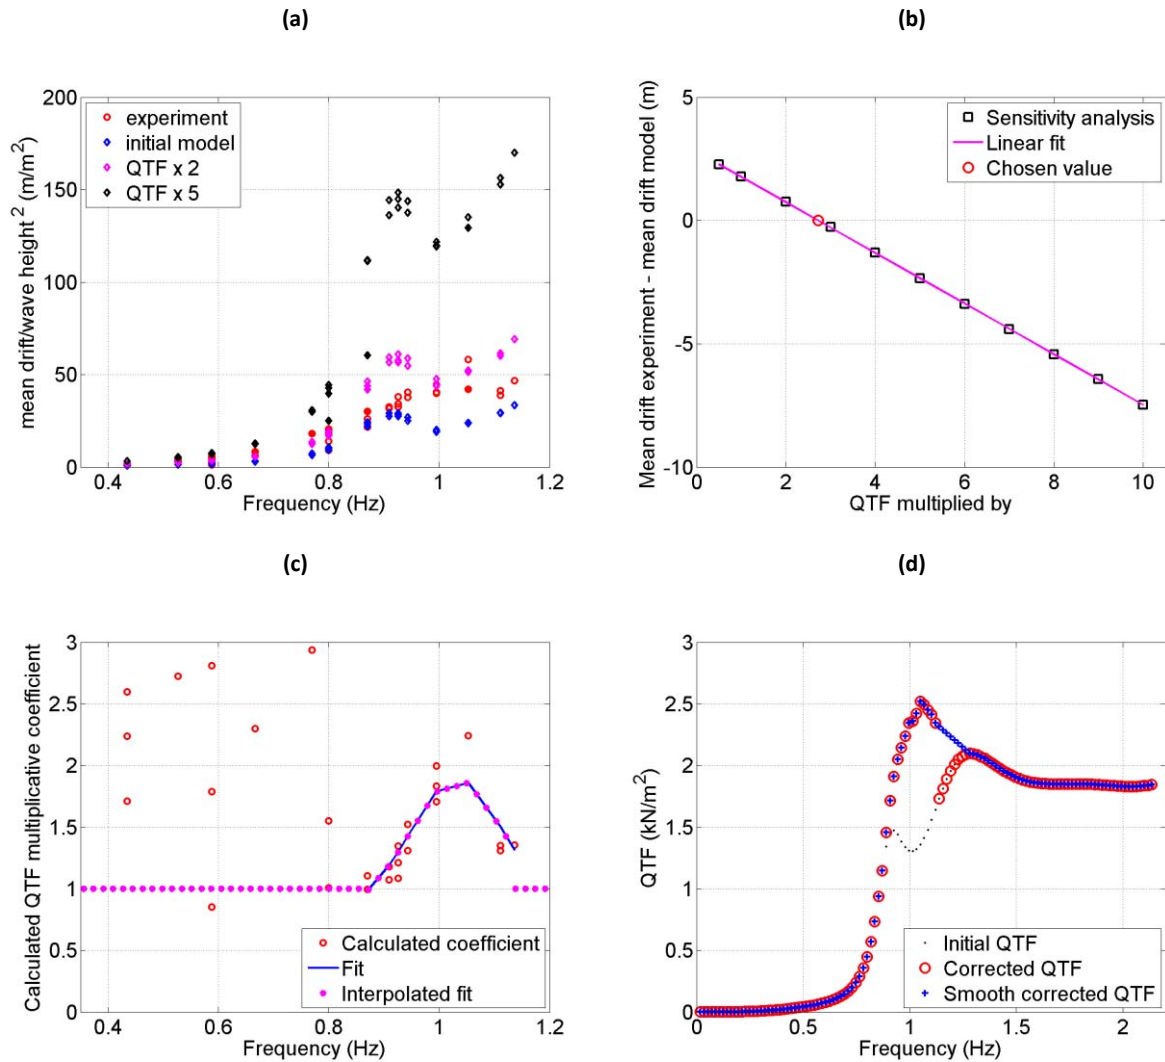 (a)
mean drift/wave height 2 (m/m2)
200
150
100
50
0
0.4
0.6
0.8
1
1.2
Frequency (Hz)
experiment
initial model
QTF x 2
QTF x 5
(b)
Mean drift experiment - mean drift model (m)
5
0
-5
-10
0
2
4
6
8
10
QTF multiplied by
Sensitivity analysis
Linear fit
Chosen value
(c)
Calculated QTF multiplicative coefficient
3
2.5
2
1.5
1
0.5
0
0.4
0.6
0.8
1
1.2
Frequency (Hz)
Calculated coefficient
Fit
Interpolated fit
(d)
QTF (kN/m2)
3
2.5
2
1.5
1
0.5
0
0
0.5
1
1.5
2
Frequency (Hz)
Initial QTF
Corrected QTF
Smooth corrected QTF